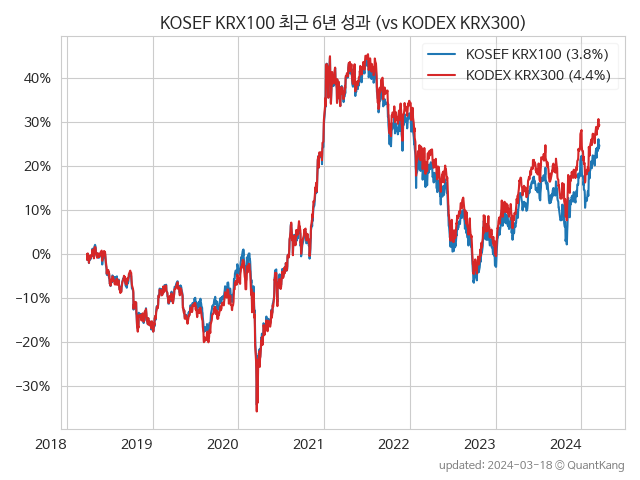 KOSEF KRX100 최근 6년 성과 (vs KODEX KRX300)
KOSEF KRX100 (3.8%)
KODEX KRX300 (4.4%)
40%
30%
20%
10%
0%
−10%
−20%
−30%
2018 2019 2020 2021 2022 2023 2024
updated: 2024-03-18 © QuantKang